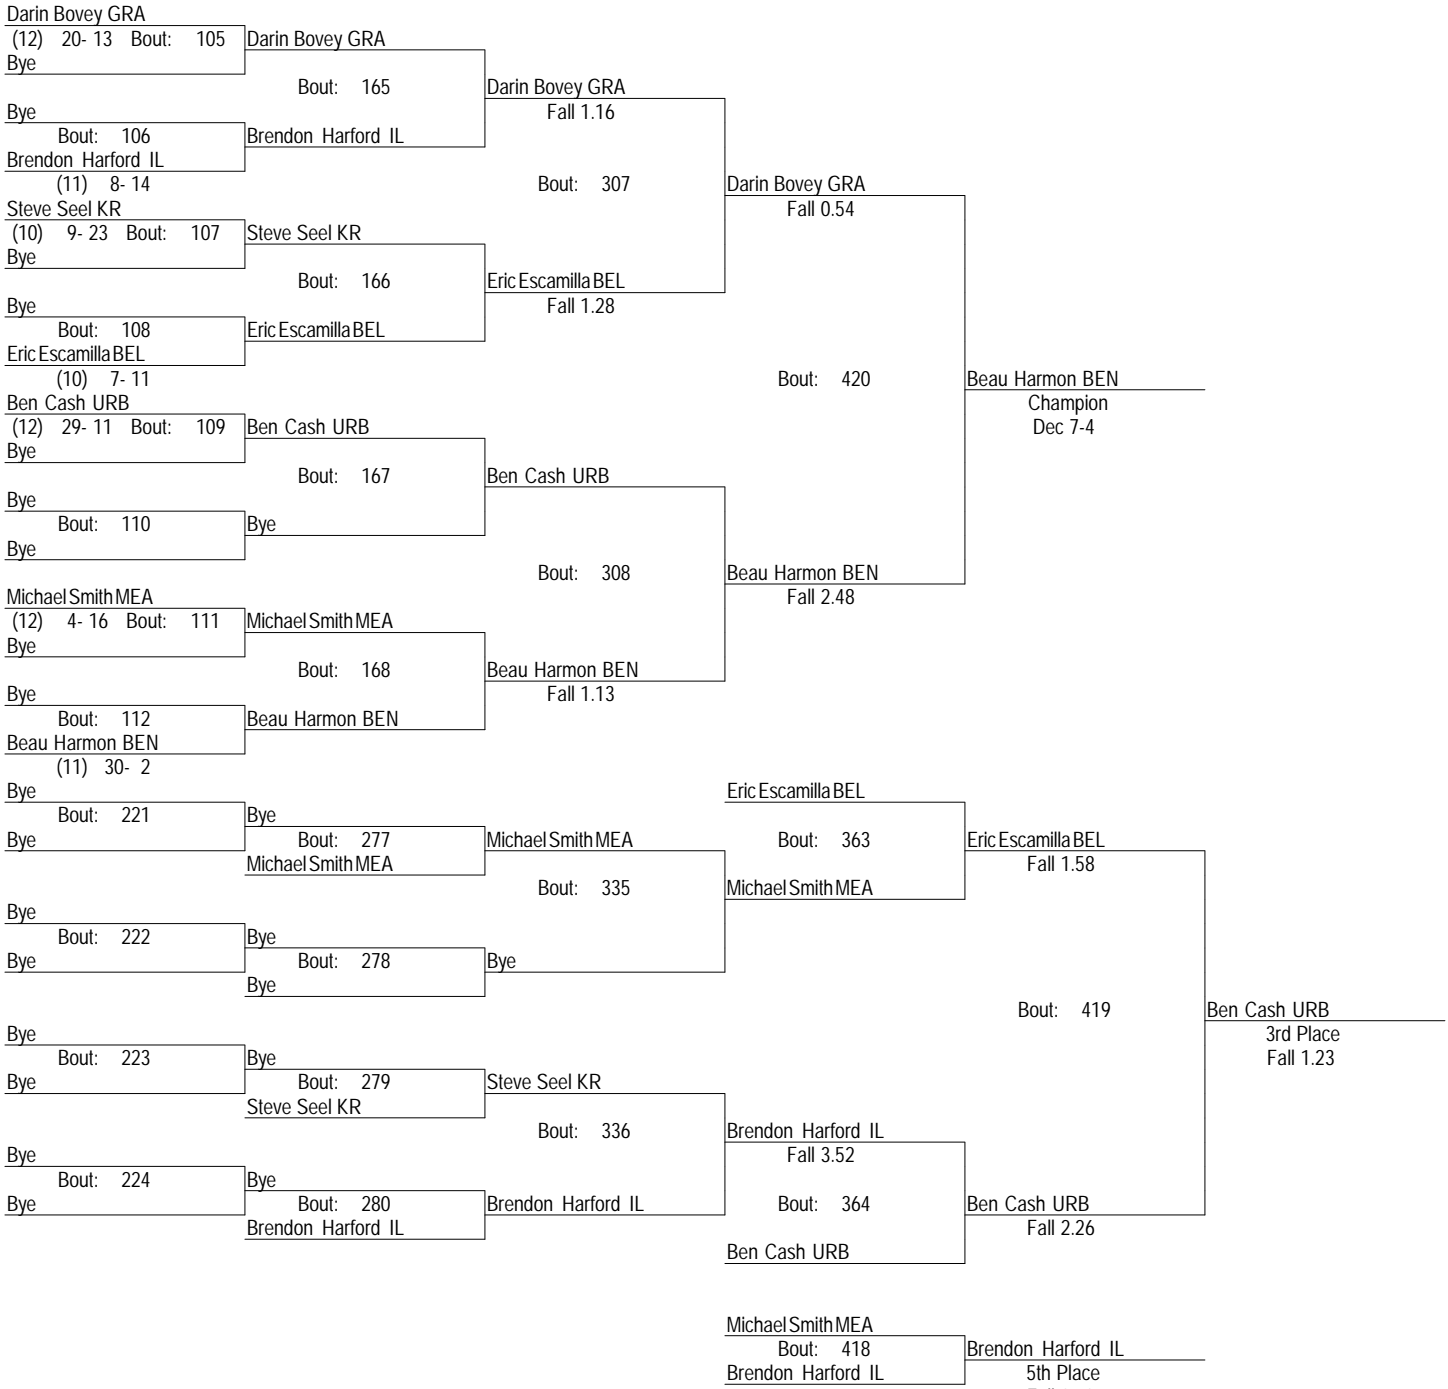 Darin Bovey GRA
(12) 20- 13 Bout: 105 Darin Bovey GRA
Bye
Bout: 165 Darin Bovey GRA
Bye Fall 1.16
Bout: 106 Brendon Harford IL
Brendon Harford IL
(11) 8- 14 Bout: 307 Darin Bovey GRA
Steve Seel KR Fall 0.54
(10) 9- 23 Bout: 107 Steve Seel KR
Bye
Bout: 166 Eric Escamilla BEL
Bye Fall 1.28
Bout: 108 Eric Escamilla BEL
Eric Escamilla BEL
(10) 7- 11 Bout: 420 Beau Harmon BEN
Ben Cash URB Champion
(12) 29- 11 Bout: 109 Ben Cash URB Dec 7-4
Bye
Bout: 167 Ben Cash URB
Bye
Bout: 110 Bye
Bye
Bout: 308 Beau Harmon BEN
Michael Smith MEA Fall 2.48
(12) 4- 16 Bout: 111 Michael Smith MEA
Bye
Bout: 168 Beau Harmon BEN
Bye Fall 1.13
Bout: 112 Beau Harmon BEN
Beau Harmon BEN
(11) 30- 2
Bye Eric Escamilla BEL
Bout: 221 Bye
Bye Bout: 277 Michael Smith MEA Bout: 363 Eric Escamilla BEL
Michael Smith MEA Fall 1.58
Bout: 335 Michael Smith MEA
Bye
Bout: 222 Bye
Bye Bout: 278 Bye
Bye
Bout: 419 Ben Cash URB
Bye 3rd Place
Bout: 223 Bye Fall 1.23
Bye Bout: 279 Steve Seel KR
Steve Seel KR
Bout: 336 Brendon Harford IL
Bye Fall 3.52
Bout: 224 Bye
Bye Bout: 280 Brendon Harford IL Bout: 364 Ben Cash URB
Brendon Harford IL Fall 2.26
Ben Cash URB
Michael Smith MEA
Bout: 418 Brendon Harford IL
Brendon Harford IL 5th Place